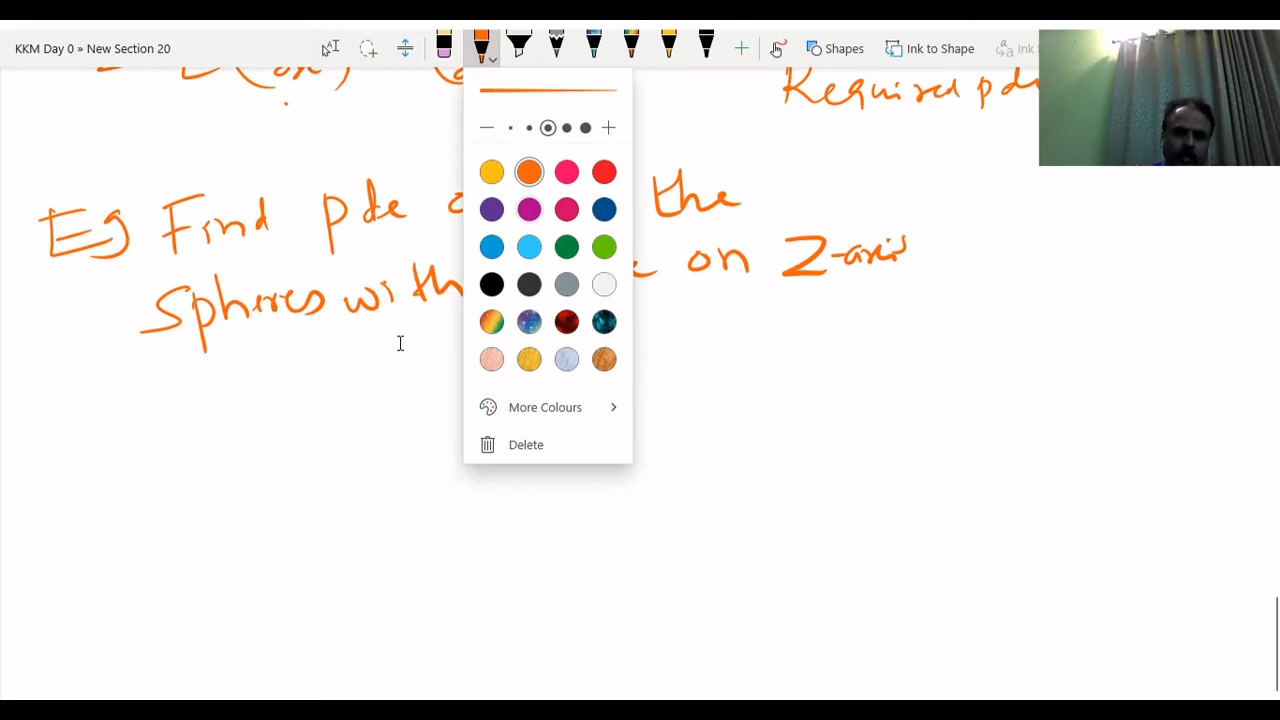 KKM Day 0 » New Section 20
Shapes
Ink to Shape
Ink
Required pde
Eg Find pde the
Spheres with on Z-axis
More Colours
Delete